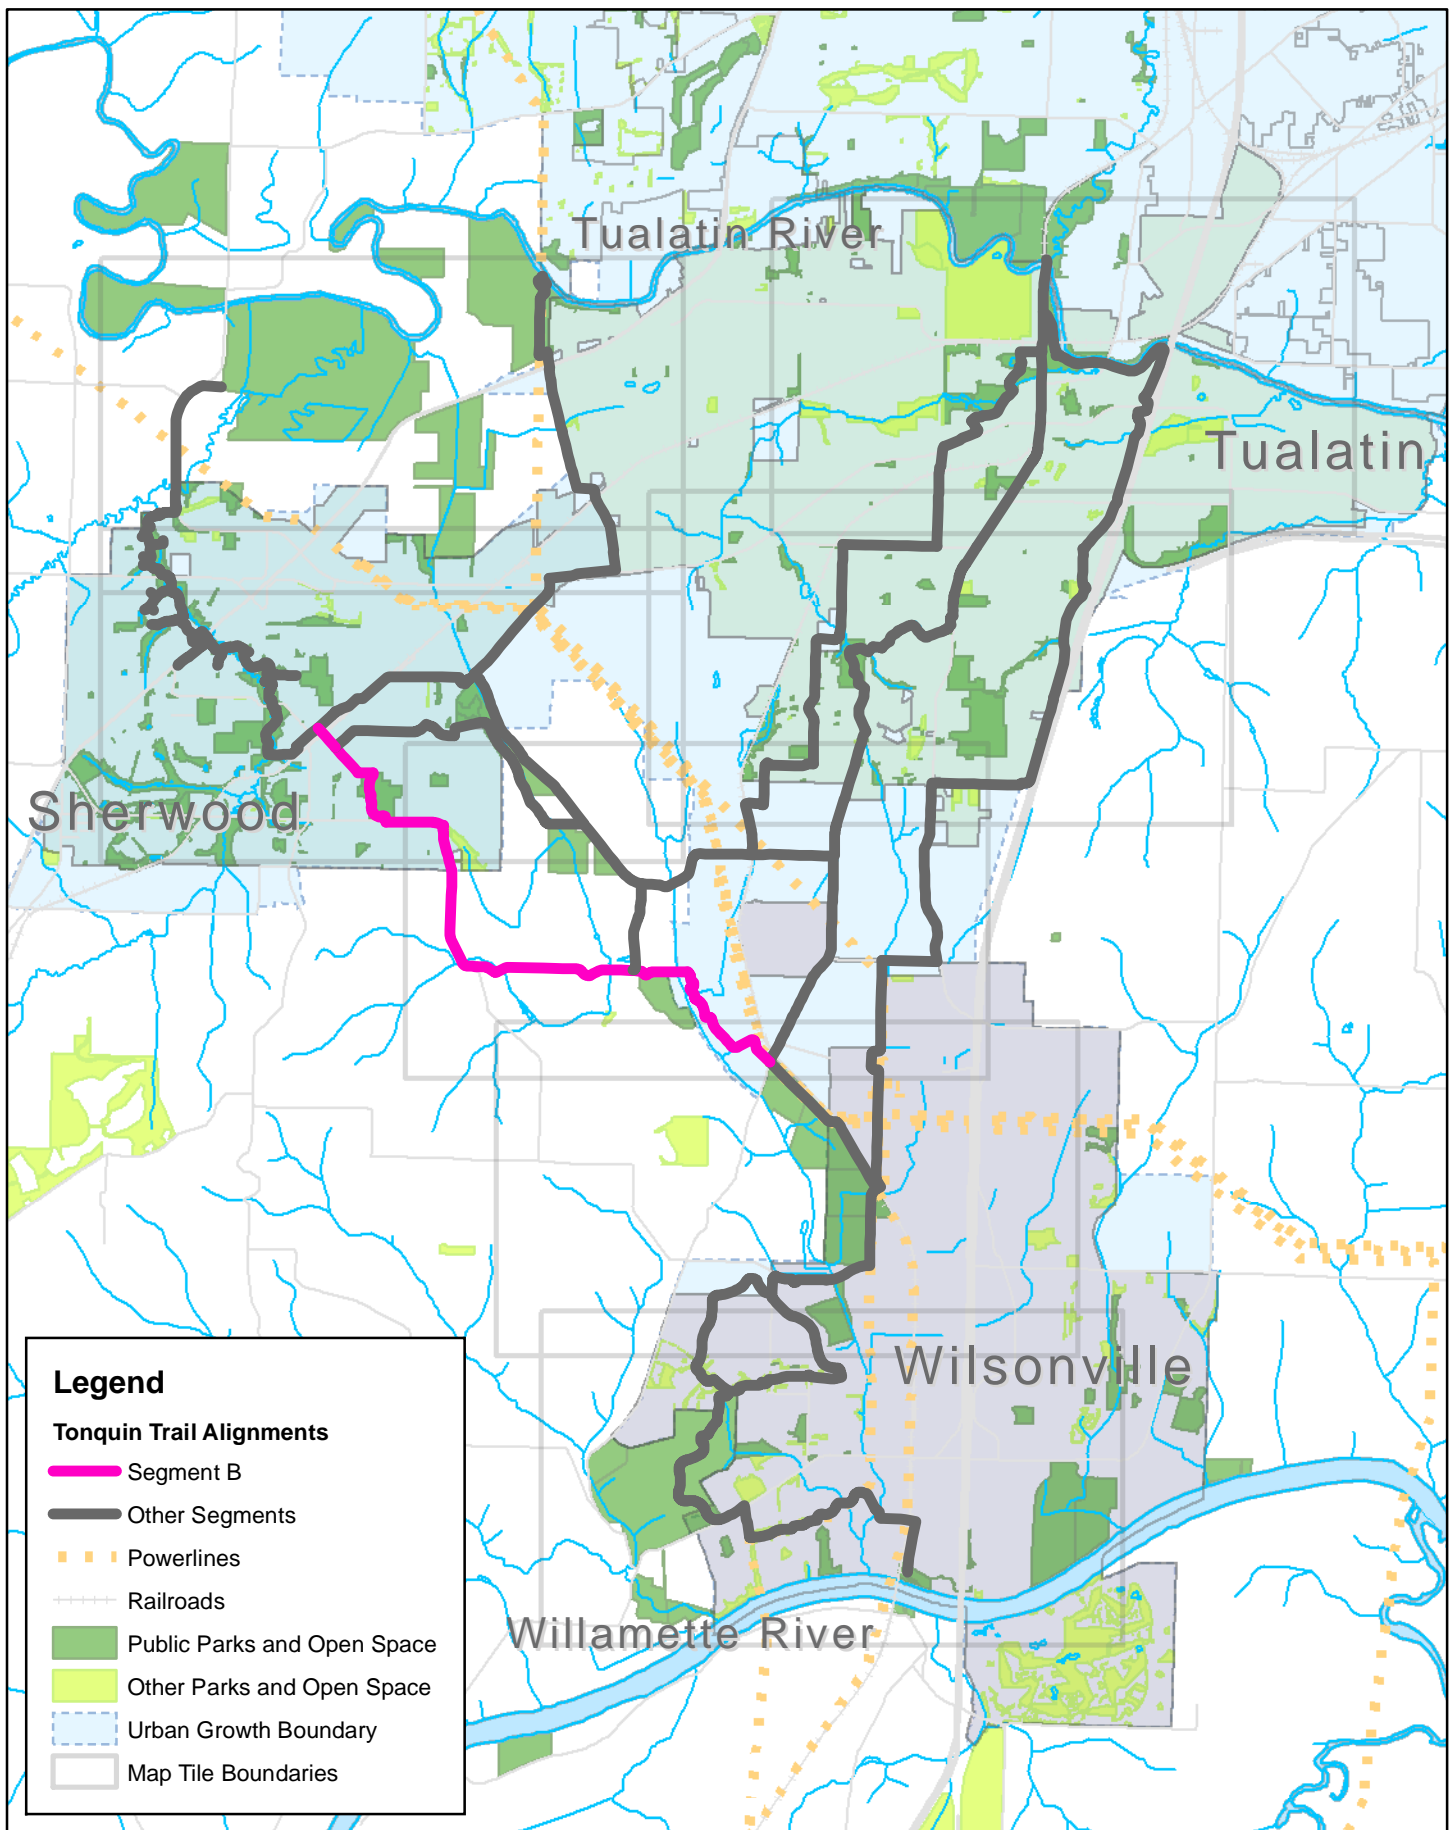 Tualatin River
Tualatin
Sherwood
Wilsonville
Willamette River
Legend
Tonquin Trail Alignments
Segment B
Other Segments
Powerlines
Railroads
Public Parks and Open Space
Other Parks and Open Space
Urban Growth Boundary
Map Tile Boundaries